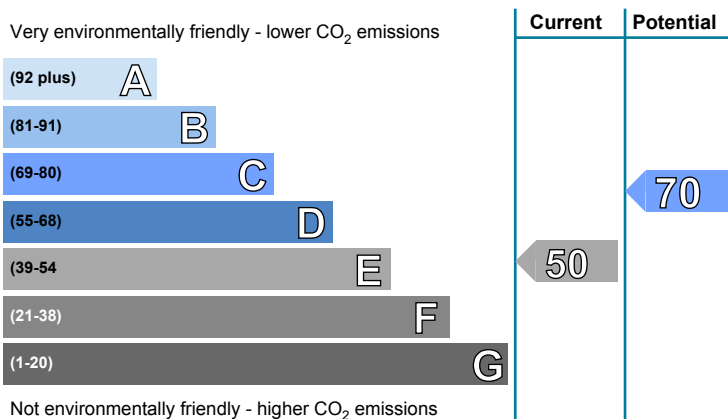 Very environmentally friendly - lower CO2 emissions
Current
Potential
(92 plus) A
(81-91) B
(69-80) C
(55-68) D
(39-54 E
(21-38) F
(1-20) G
50
70
Not environmentally friendly - higher CO2 emissions